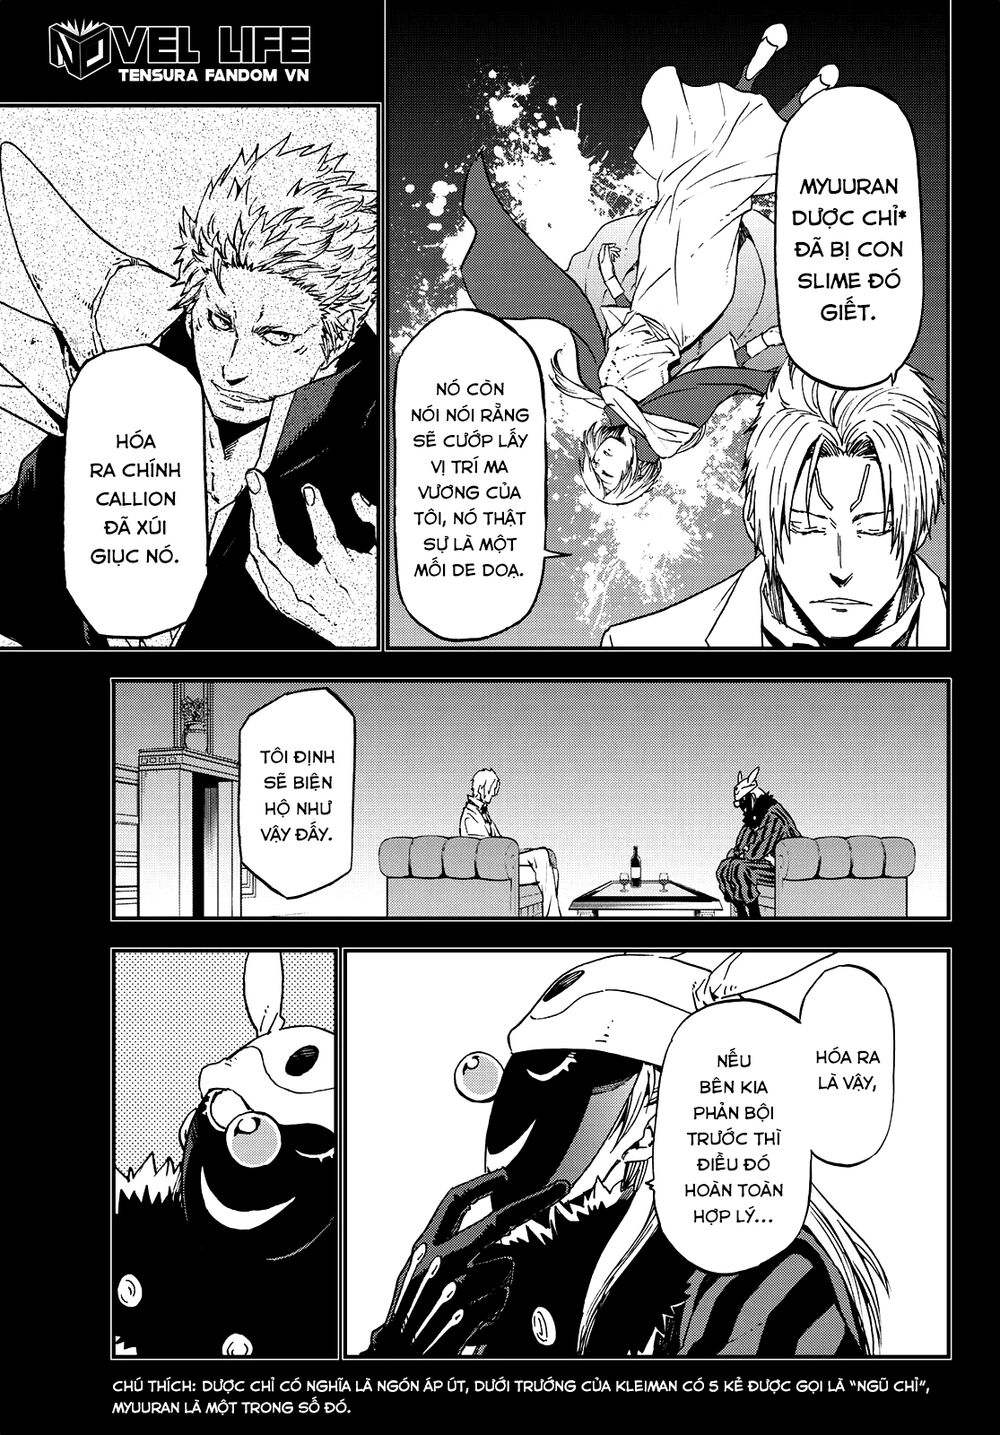 NOVEL LIFE
TENSURA FANDOM VN
MYUURAN
DƯỢC CHỈ*
ĐÃ BỊ CON
SLIME ĐÓ
GIẾT.
NÓ CÒN
NÓI NÓI RẰNG
SẼ CƯỚP LẤY
VỊ TRÍ MA
VƯƠNG CỦA
TÔI, NÓ THẬT
SỰ LÀ MỘT
MỐI DE DOẠ.
HÓA
RA CHÍNH
CALLION
ĐÃ XÚI
GIỤC NÓ.
TÔI ĐỊNH
SẼ BIỆN
HỘ NHƯ
VẬY ĐẤY.
HÓA RA
LÀ VẬY,
NẾU
BÊN KIA
PHẢN BỘI
TRƯỚC THÌ
ĐIỀU ĐÓ
HOÀN TOÀN
HỢP LÝ...
CHÚ THÍCH: DƯỢC CHỈ CÓ NGHĨA LÀ NGÓN ÁP ÚT, DƯỚI TRƯỚNG CỦA KLEIMAN CÓ 5 KẺ ĐƯỢC GỌI LÀ “NGŨ CHỈ”,
MYUURAN LÀ MỘT TRONG SỐ ĐÓ.